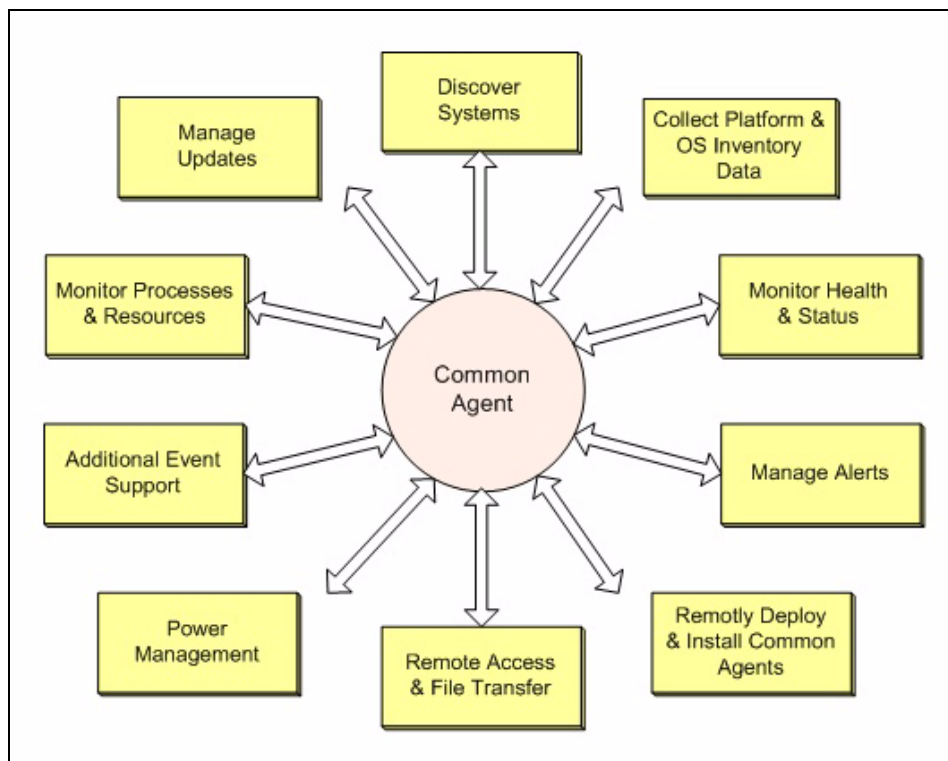 Discover
Systems
Manage
Updates
Collect Platform &
OS Inventory
Data
Monitor Processes
& Resources
Monitor Health
& Status
Common
Agent
Additional Event
Support
Manage Alerts
Power
Management
Remote Access
& File Transfer
Remotly Deploy
& Install Common
Agents